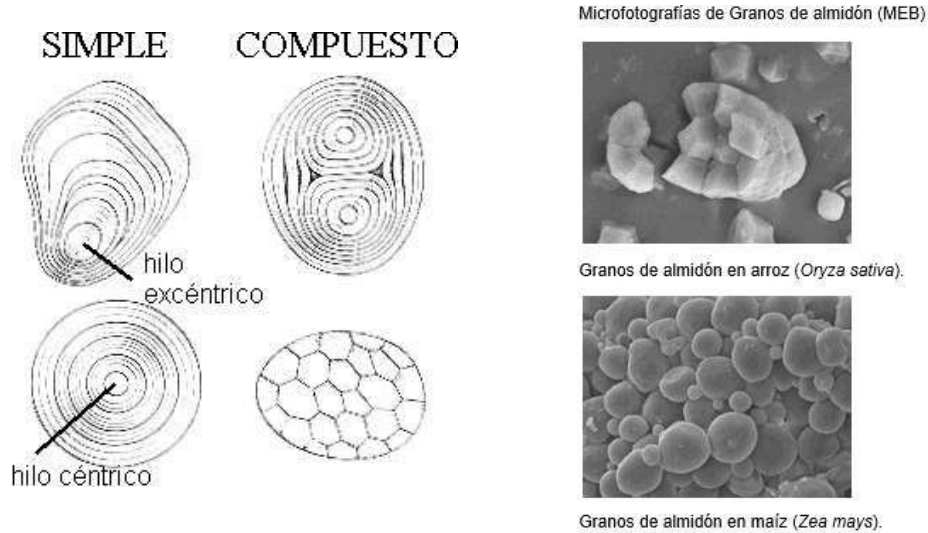 SIMPLE
COMPUESTO
hilo
excéntrico
hilo céntrico
Microfotografías de Granos de almidón (MEB)
Granos de almidón en arroz (Oryza sativa).
Granos de almidón en maíz (Zea mays).